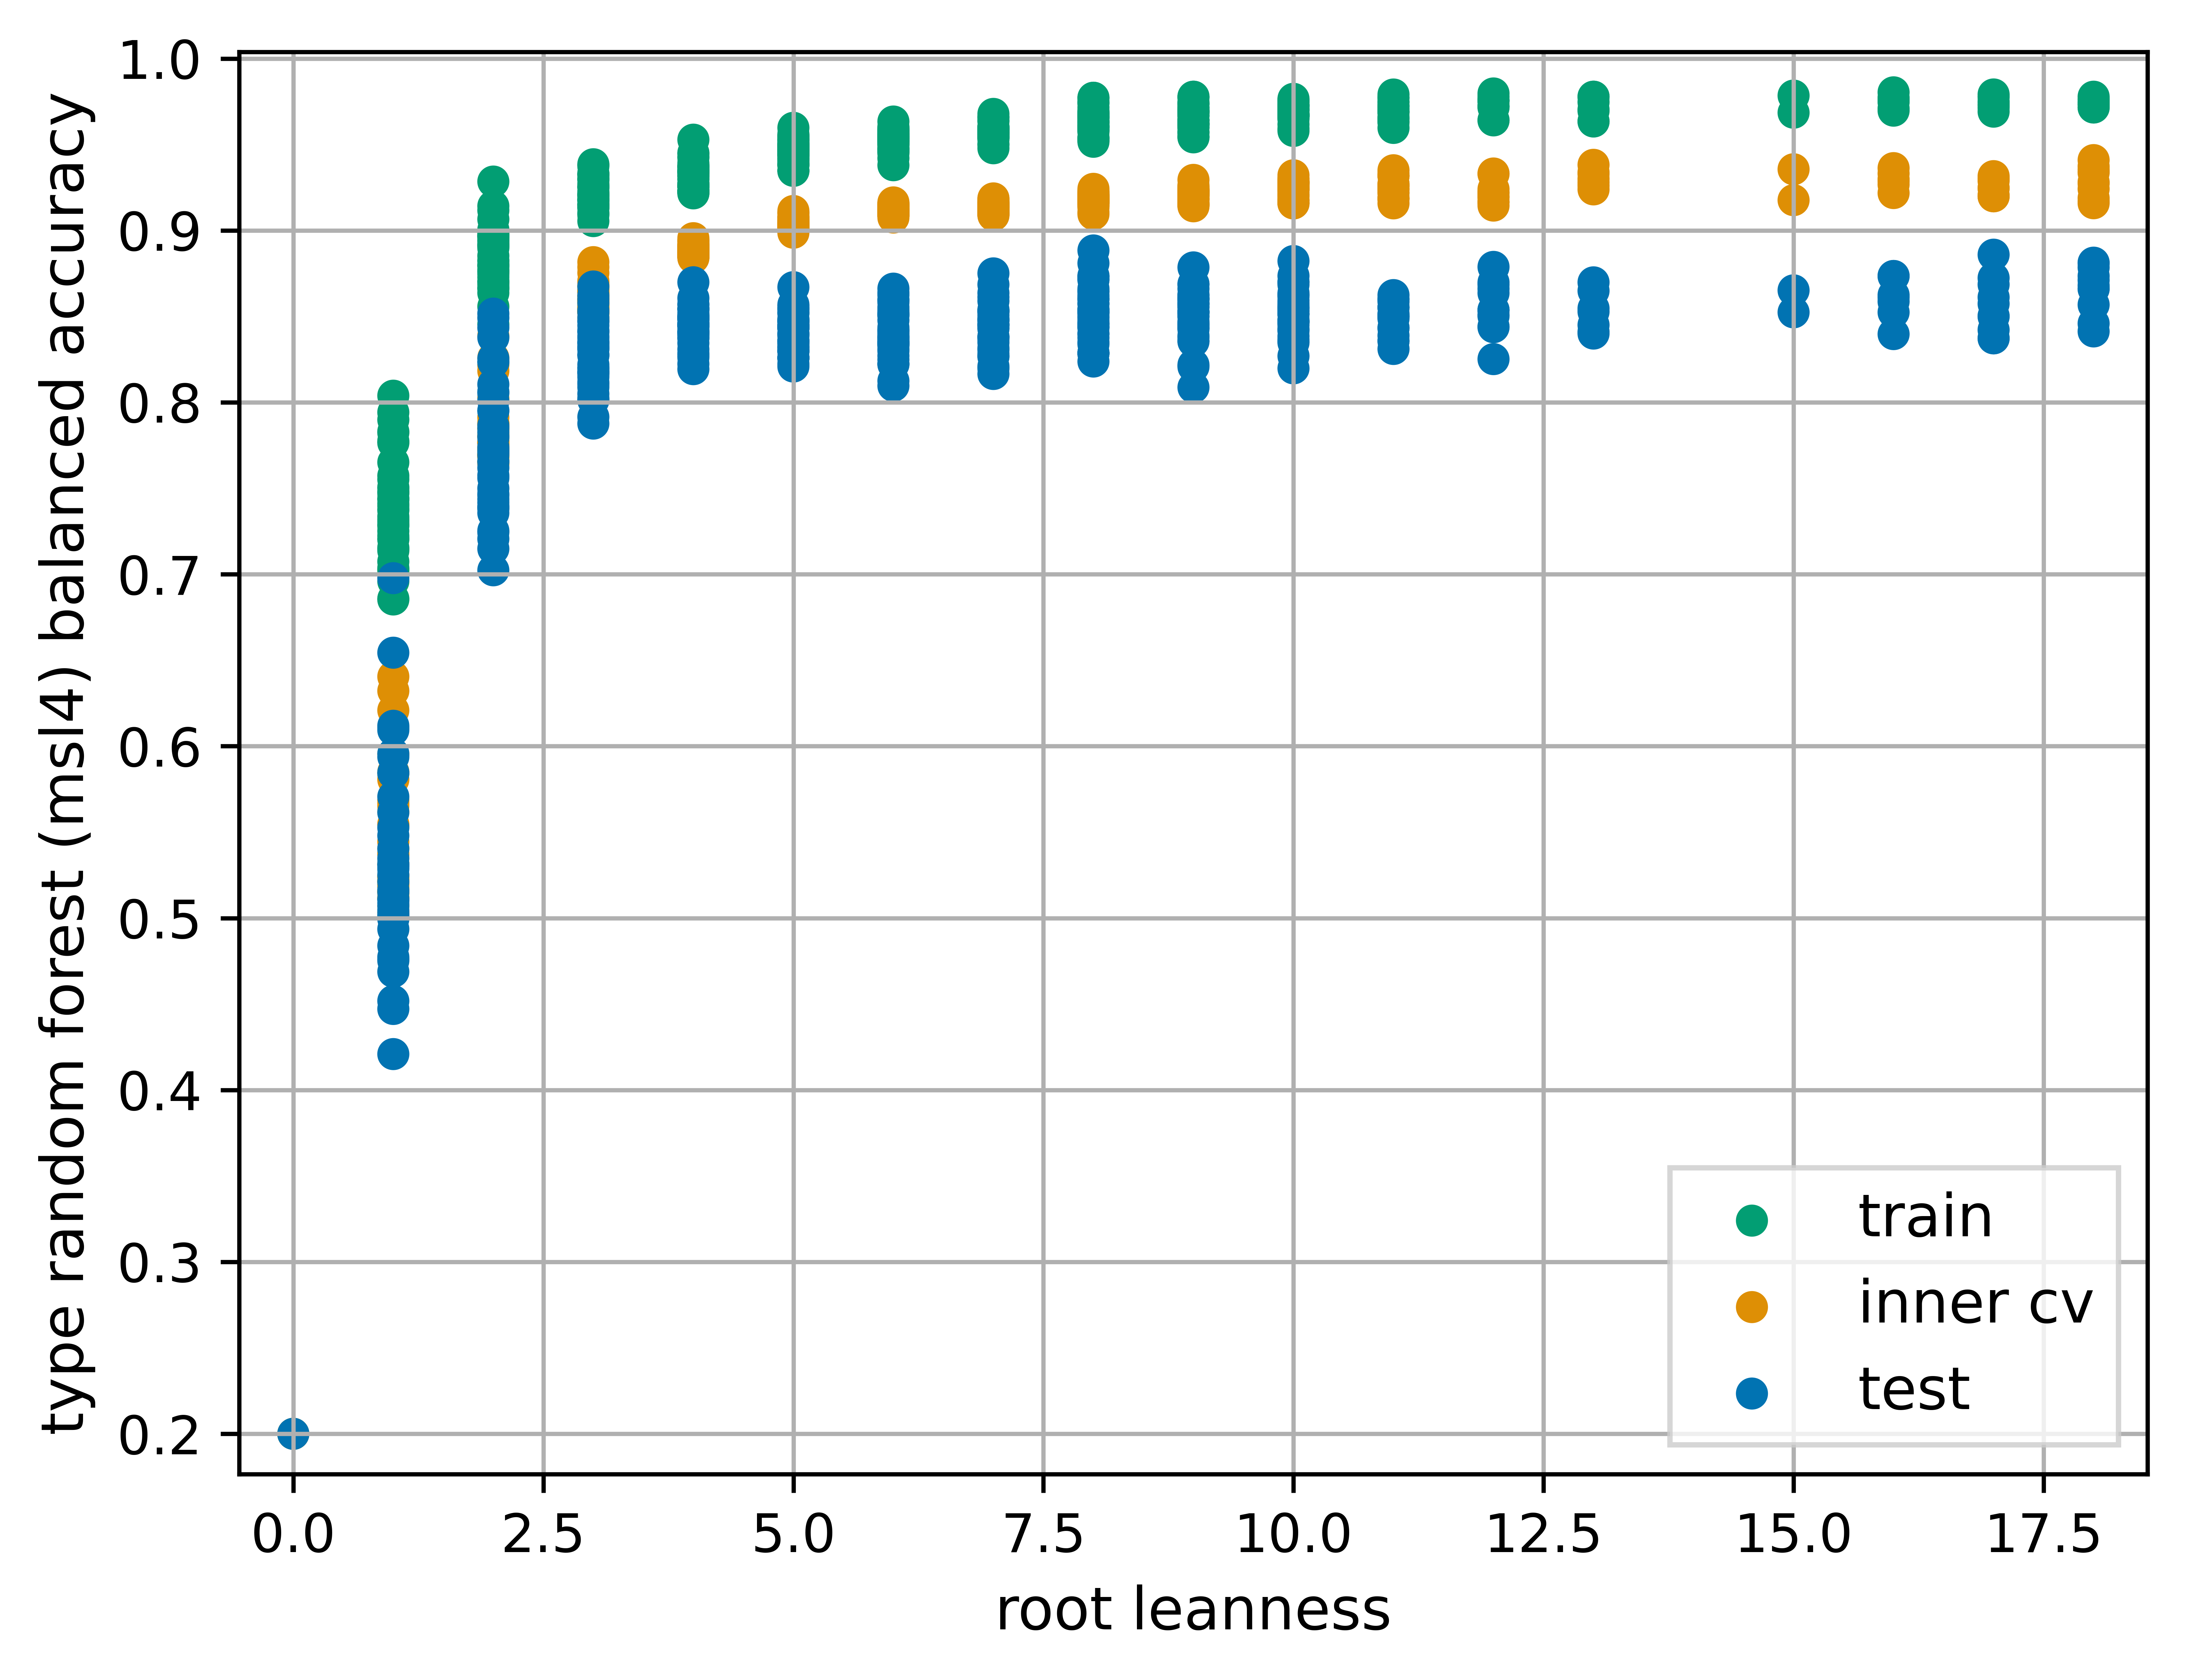 type random forest (msl4) balanced accuracy
1.0
0.9
0.8
0.7
0.6
0.5
0.4
0.3
0.2
train
inner cv
test
0.0 2.5 5.0 7.5 10.0 12.5 15.0 17.5
root leanness